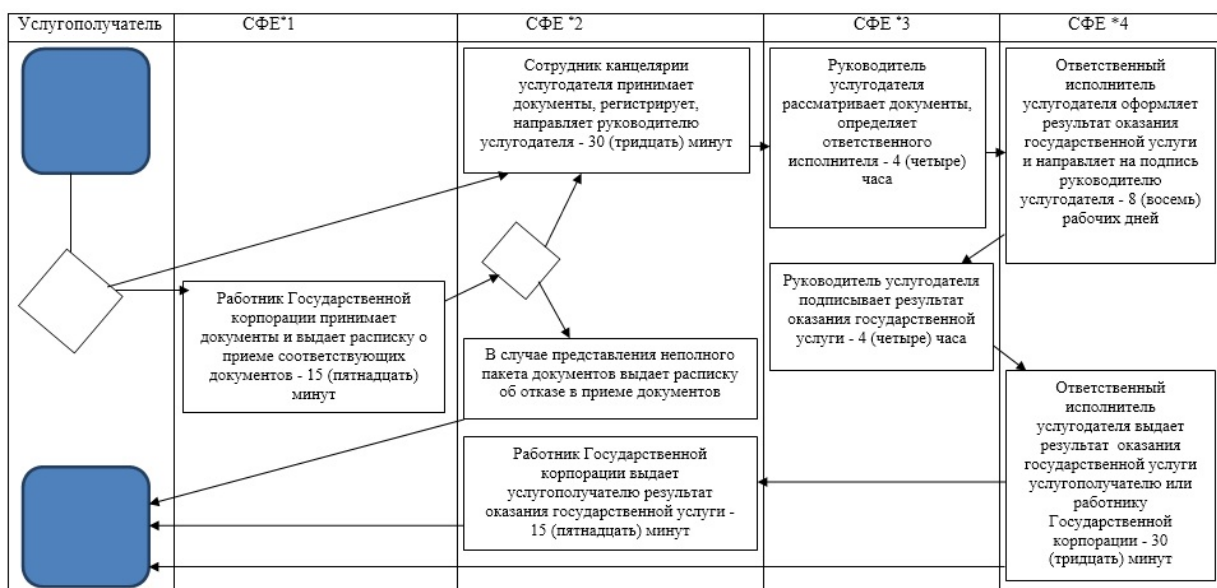 Услугополучатель
СФЕ*1
СФЕ *2
СФЕ *3
СФЕ *4
Сотрудник канцелярии
услугодателя принимает
документы, регистрирует,
направляет руководителю
услугодателя - 30 (тридцать) минут
Руководитель
услугодателя
рассматривает документы,
определяет
ответственного
исполнителя - 4 (четыре)
часа
Ответственный
исполнитель
услугодателя оформляет
результат оказания
государственной услуги
и направляет на подпись
руководителю
услугодателя - 8 (восемь)
рабочих дней
Работник Государственной
корпорации принимает
документы и выдает расписку о
приеме соответствующих
документов - 15 (пятнадцать)
минут
Руководитель услугодателя
подписывает результат
оказания государственной
услуги - 4 (четыре) часа
В случае представления неполного
пакета документов выдает расписку
об отказе в приеме документов
Ответственный
исполнитель
услугодателя выдает
результат оказания
государственной услуги
услугополучателю или
работнику
Государственной
корпорации - 30
(тридцать) минут
Работник Государственной
корпорации выдает
услугополучателю результат
оказания государственной услуги -
15 (пятнадцать) минут